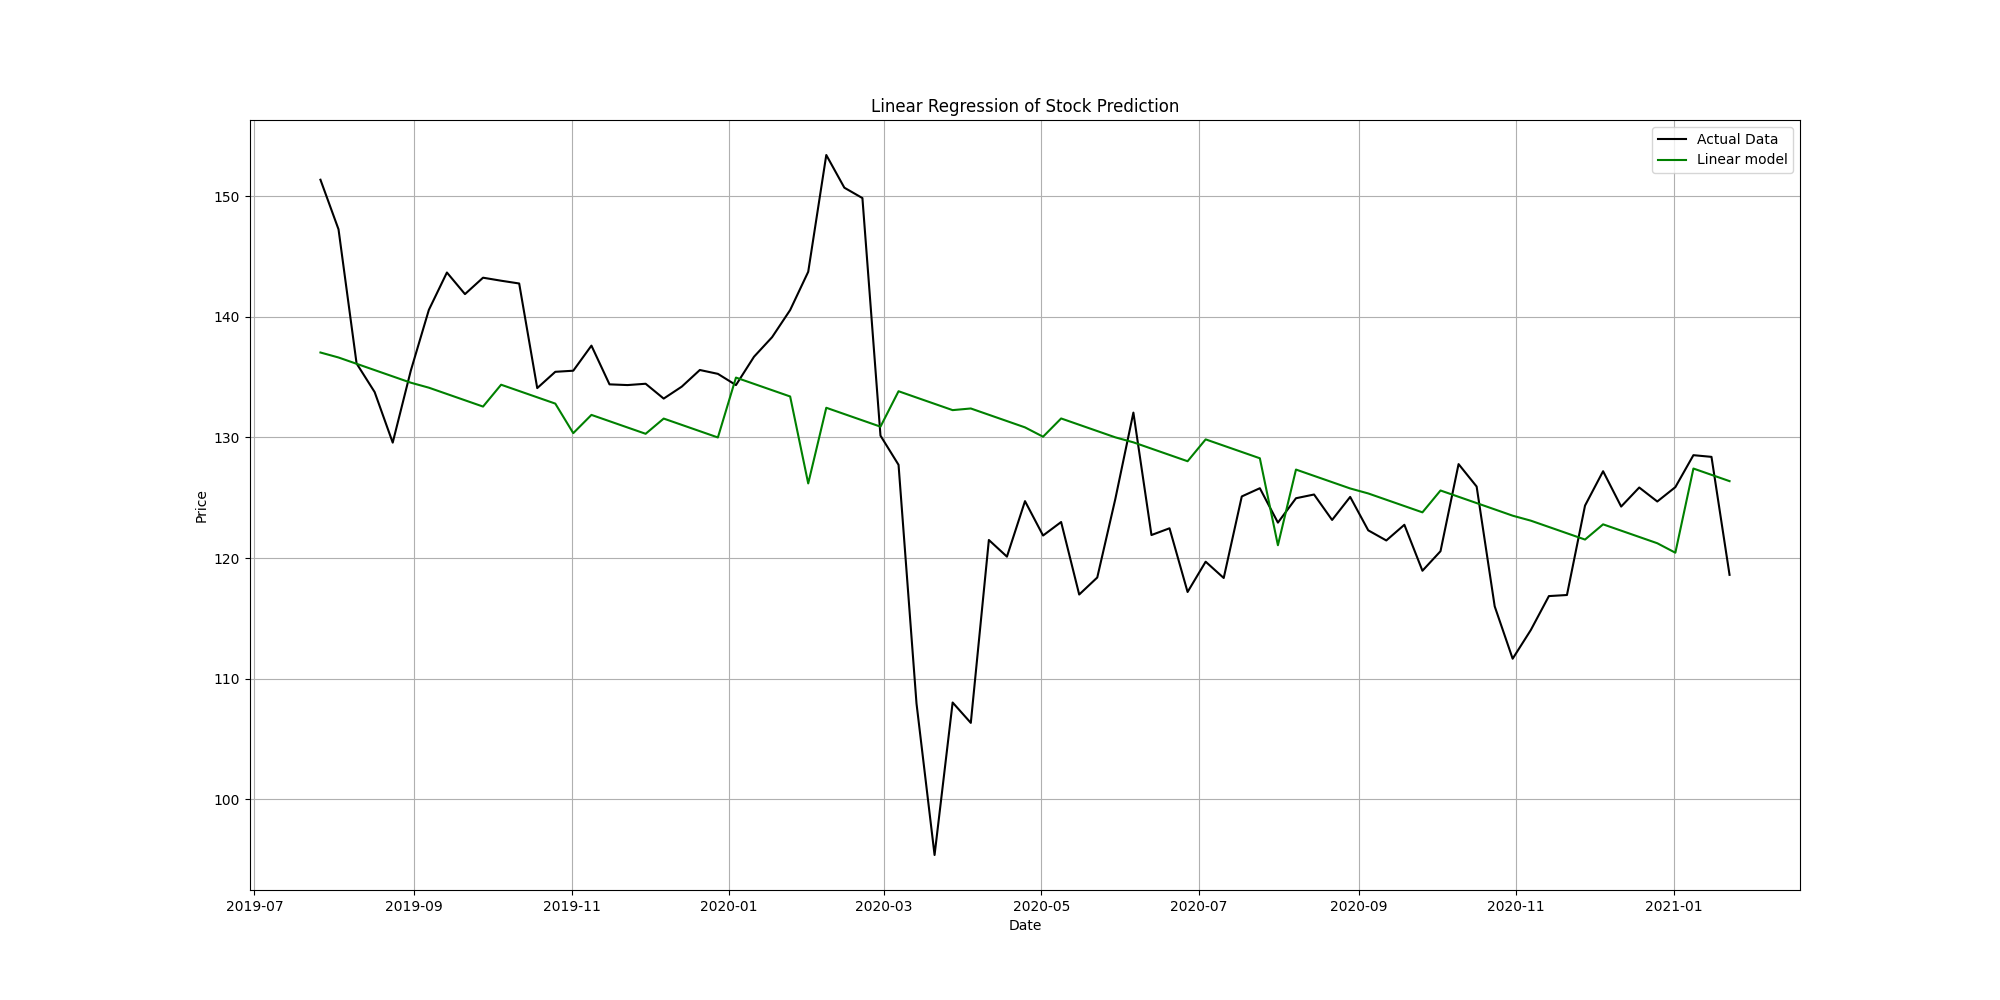 Linear Regression of Stock Prediction
Actual Data
Linear model
150
140
130
120
110
100
Price
2019-07 2019-09 2019-11 2020-01 2020-03 2020-05 2020-07 2020-09 2020-11 2021-01
Date